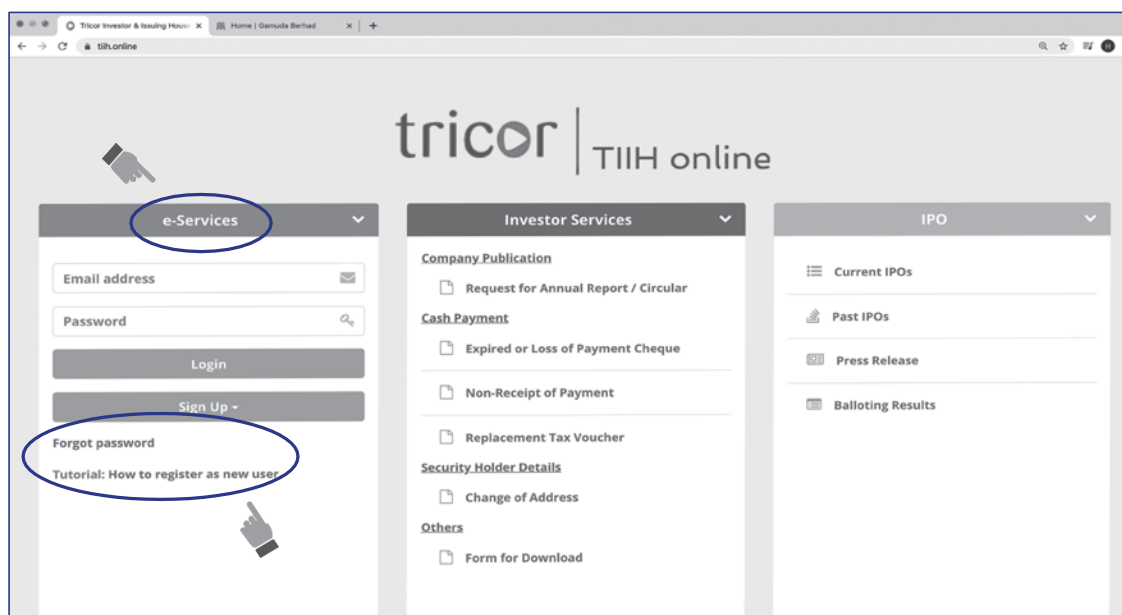 Tricor Investor & Issuing House
Home | Gamuda Berhad
tiih.online
H
tricor | TIIH online
e-Services
Email address
Password
Login
Sign Up
Forgot password
Tutorial: How to register as new user
Investor Services
Company Publication
Request for Annual Report / Circular
Cash Payment
Expired or Loss of Payment Cheque
Non-Receipt of Payment
Replacement Tax Voucher
Security Holder Details
Change of Address
Others
Form for Download
IPO
Current IPOs
Past IPOs
Press Release
Balloting Results